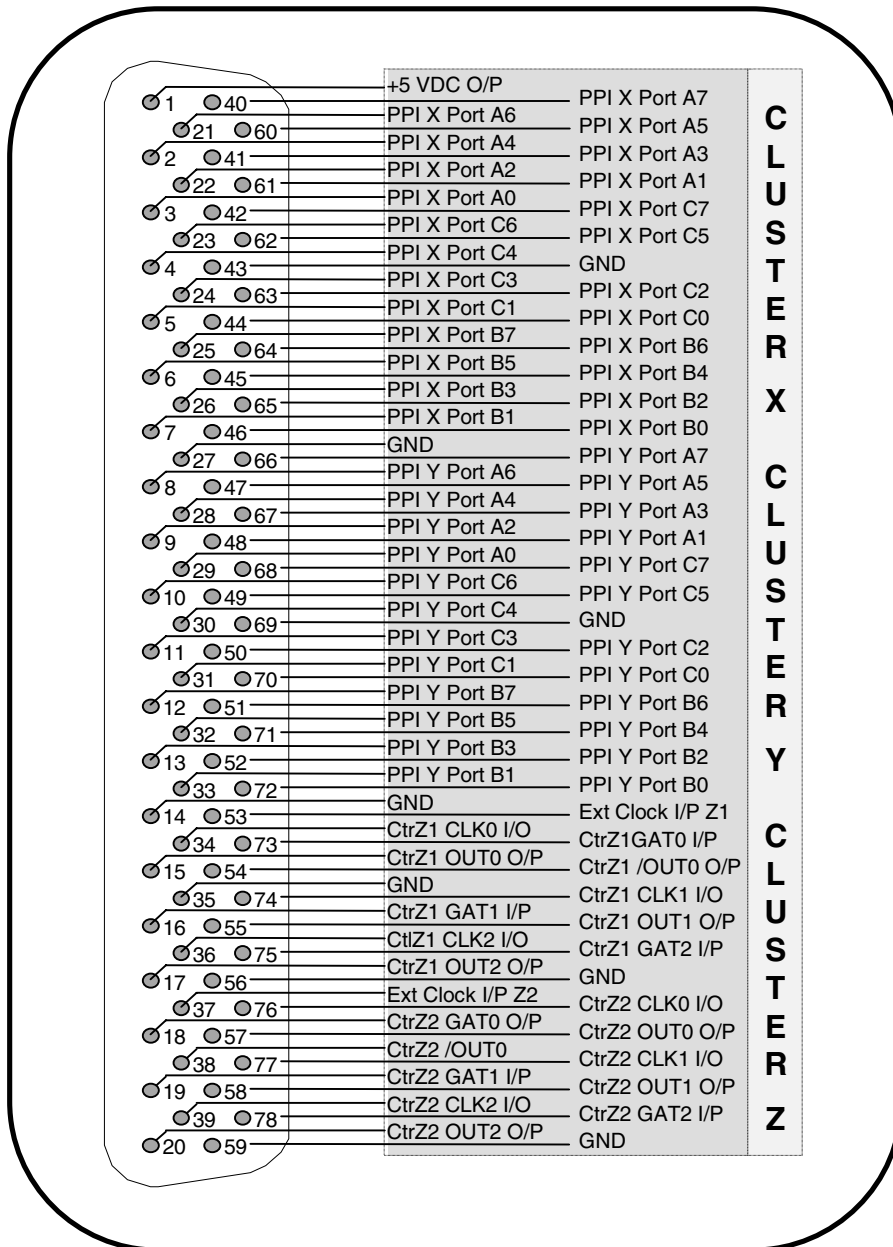 1 40 +5 VDC O/P PPI X Port A7
21 60 PPI X Port A6 PPI X Port A5
2 41 PPI X Port A4 PPI X Port A3
22 61 PPI X Port A2 PPI X Port A1
3 42 PPI X Port A0 PPI X Port C7
23 62 PPI X Port C6 PPI X Port C5
4 43 PPI X Port C4 GND
24 63 PPI X Port C3 PPI X Port C2
5 44 PPI X Port C1 PPI X Port C0
25 64 PPI X Port B7 PPI X Port B6
6 45 PPI X Port B5 PPI X Port B4
26 65 PPI X Port B3 PPI X Port B2
7 46 PPI X Port B1 PPI X Port B0
27 66 GND PPI Y Port A7
8 47 PPI Y Port A6 PPI Y Port A5
28 67 PPI Y Port A4 PPI Y Port A3
9 48 PPI Y Port A2 PPI Y Port A1
29 68 PPI Y Port A0 PPI Y Port C7
10 49 PPI Y Port C6 PPI Y Port C5
30 69 PPI Y Port C4 GND
11 50 PPI Y Port C3 PPI Y Port C2
31 70 PPI Y Port C1 PPI Y Port C0
12 51 PPI Y Port B7 PPI Y Port B6
32 71 PPI Y Port B5 PPI Y Port B4
13 52 PPI Y Port B3 PPI Y Port B2
33 72 PPI Y Port B1 PPI Y Port B0
14 53 GND Ext Clock I/P Z1
34 73 CtrZ1 CLK0 I/O CtrZ1GAT0 I/P
15 54 CtrZ1 OUT0 O/P CtrZ1 /OUT0 O/P
35 74 GND CtrZ1 CLK1 I/O
16 55 CtrZ1 GAT1 I/P CtrZ1 OUT1 O/P
36 75 CtlZ1 CLK2 I/O CtrZ1 GAT2 I/P
17 56 CtrZ1 OUT2 O/P GND
37 76 Ext Clock I/P Z2 CtrZ2 CLK0 I/O
18 57 CtrZ2 GAT0 O/P CtrZ2 OUT0 O/P
38 77 CtrZ2 /OUT0 CtrZ2 CLK1 I/O
19 58 CtrZ2 GAT1 I/P CtrZ2 OUT1 O/P
39 78 CtrZ2 CLK2 I/O CtrZ2 GAT2 I/P
20 59 CtrZ2 OUT2 O/P GND
CLUSTER X
CLUSTER Y
CLUSTER Z